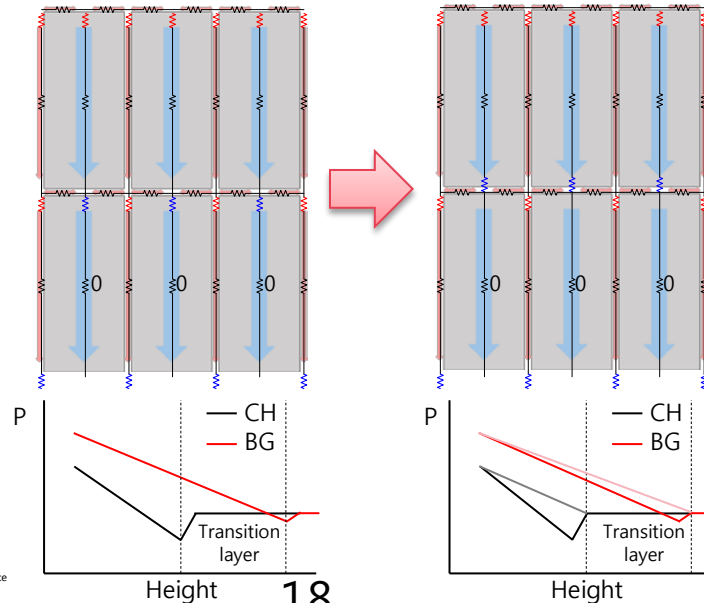 0 0 0
0 0 0
P
CH
BG
Transition
layer
Height
P
CH
BG
Transition
layer
Height
18